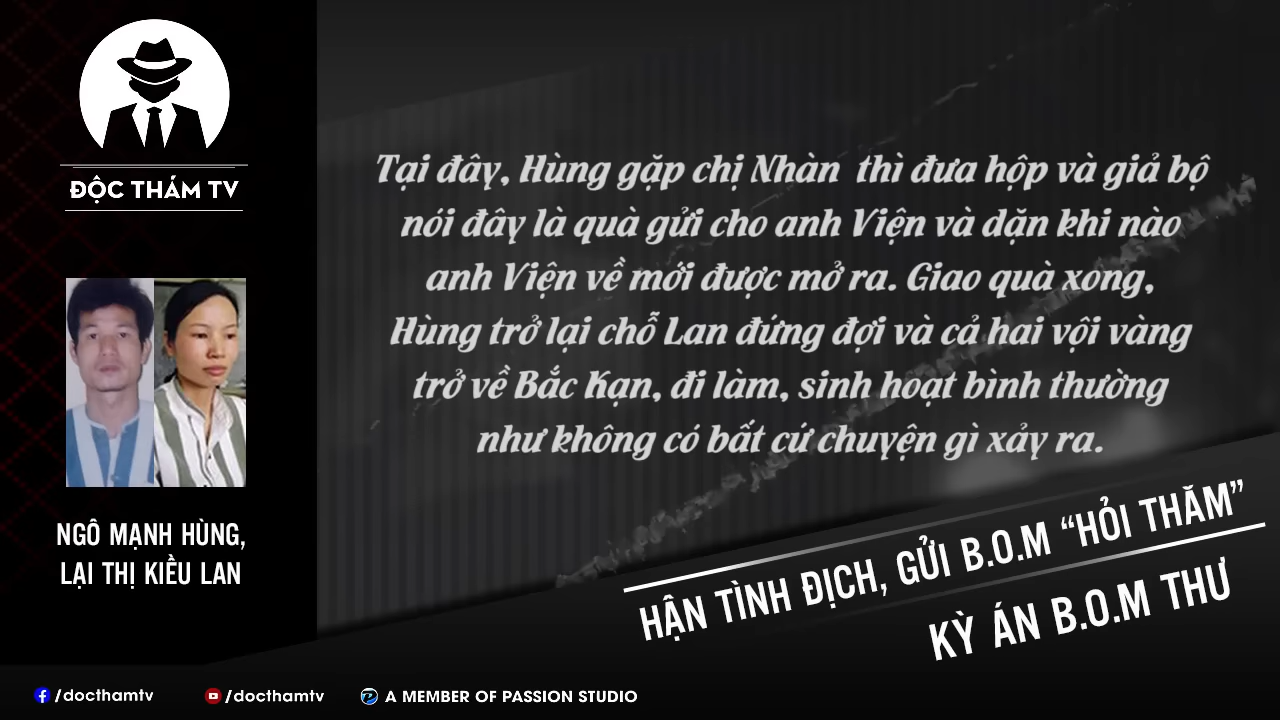 ĐỘC THÁM TV
NGÔ MẠNH HÙNG,
LẠI THỊ KIỀU LAN
Tại đây, Hùng gặp chị Nhàn thì đưa hộp và giả bộ
nói đây là quà gửi cho anh Viện và dặn khi nào
anh Viện về mới được mở ra. Giao quà xong,
Hùng trở lại chỗ Lan đứng đợi và cả hai vội vàng
trở về Bắc Kạn, đi làm, sinh hoạt bình thường
như không có bất cứ chuyện gì xảy ra.
HẬN TÌNH ĐỊCH, GỬI B.O.M “HỎI THĂM”
KỲ ÁN B.O.M THƯ
/docthamtv
/docthamtv
A MEMBER OF PASSION STUDIO